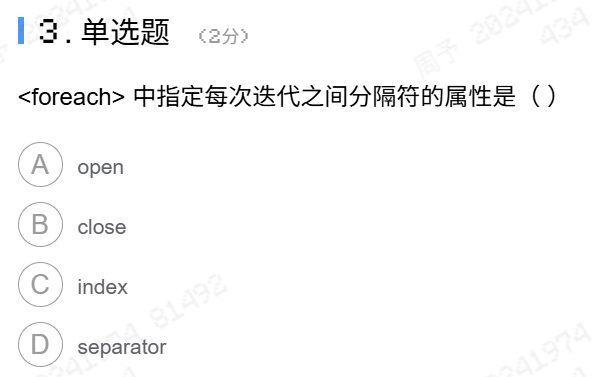 3.单选题 (2分)
<foreach> 中指定每次迭代之间分隔符的属性是（ ）
A open
B close
C index
D separator